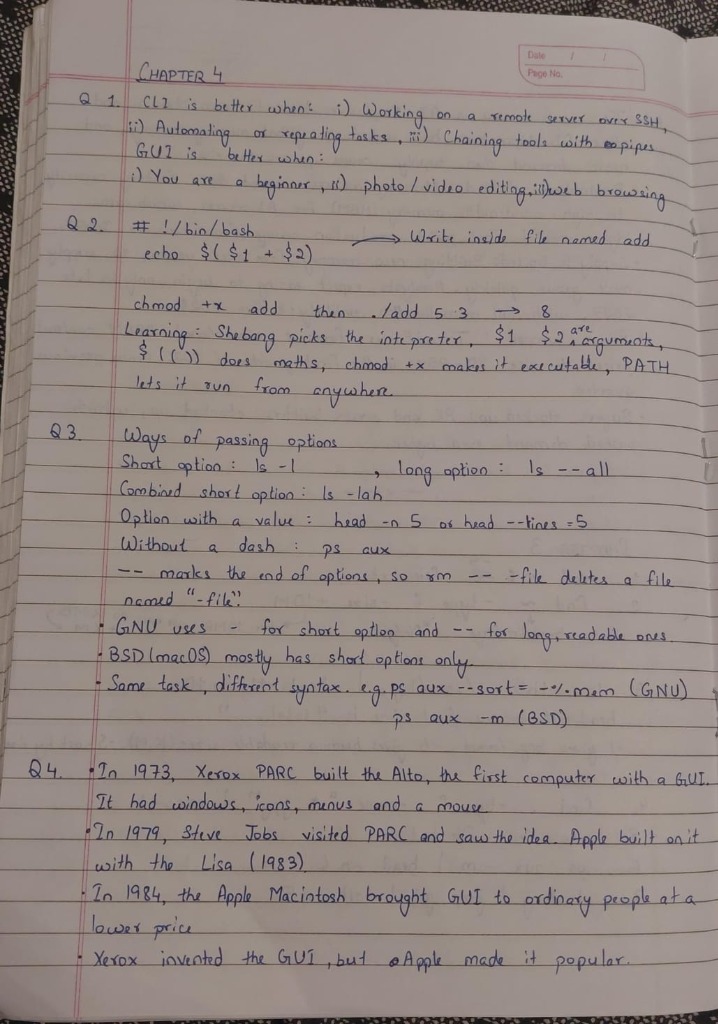 Date / /
Page No.
CHAPTER 4
Q 1. CLI is better when: i) Working on a remote server over SSH,
ii) Automating or repeating tasks, iii) Chaining tools with pipes
GUI is better when:
i) You are a beginner, ii) photo / video editing, iii) web browsing
Q 2. # !/bin/bash
→ Write inside file named add
echo $( $1 + $2)
chmod +x add then ./add 5 3 → 8
Learning: Shebang picks the intepreter, $1 $2 are arguments,
$ (( )) does maths, chmod +x makes it executable, PATH
lets it run from anywhere.
Q3. Ways of passing options
Short option : ls -l , long option : ls --all
Combined short option : ls -lah
Option with a value : head -n 5 or head --lines =5
Without a dash : ps aux
-- marks the end of options, so rm -- -file deletes a file
named "-file".
• GNU uses - for short option and -- for long, readable ones.
• BSD (macOS) mostly has short options only.
• Same task, different syntax. e.g. ps aux --sort= -%mem (GNU)
ps aux -m (BSD)
Q4. • In 1973, Xerox PARC built the Alto, the first computer with a GUI.
It had windows, icons, menus and a mouse
• In 1979, Steve Jobs visited PARC and saw the idea. Apple built on it
with the Lisa (1983)
• In 1984, the Apple Macintosh brought GUI to ordinary people at a
lower price
• Xerox invented the GUI, but Apple made it popular.